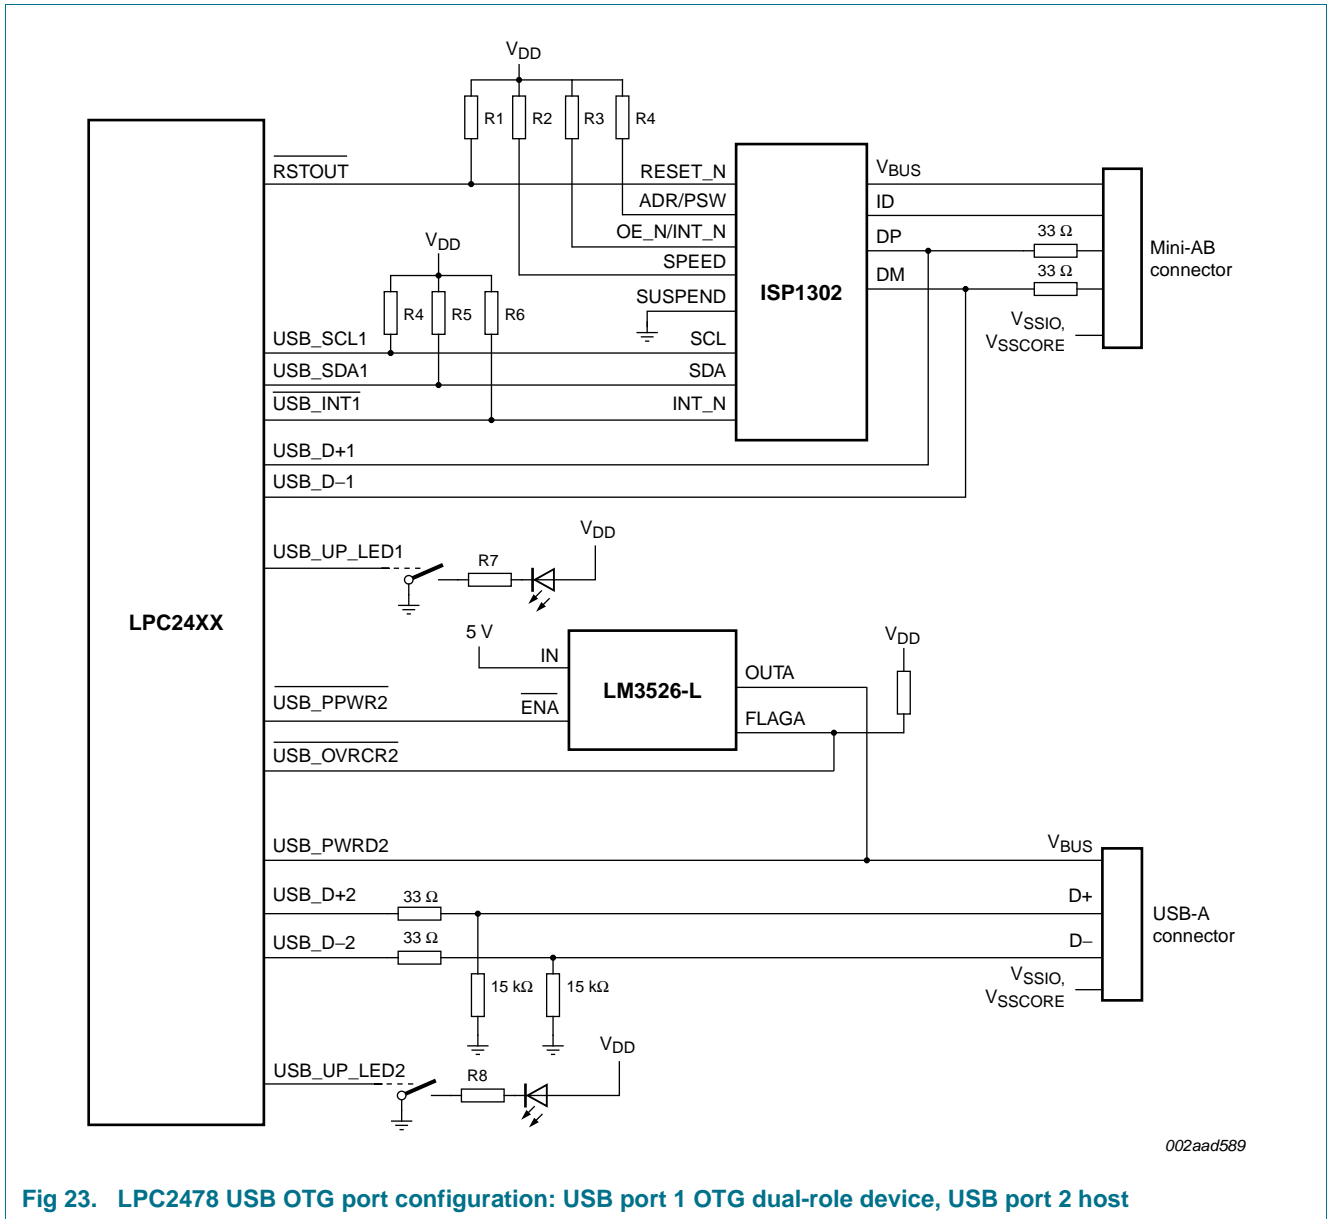 VDD
R1 R2 R3 R4
RSTOUT
RESET_N
ADR/PSW
OE_N/INT_N
SPEED
SUSPEND
SCL
SDA
INT_N
ISP1302
VBUS
ID
DP
DM
33 Ω
33 Ω
VSSIO,
VSSCORE
Mini-AB
connector
VDD
R4 R5 R6
USB_SCL1
USB_SDA1
USB_INT1
USB_D+1
USB_D−1
USB_UP_LED1
R7
VDD
LPC24XX
5 V
IN
ENA
LM3526-L
OUTA
FLAGA
VDD
USB_PPWR2
USB_OVRCR2
USB_PWRD2
USB_D+2
33 Ω
USB_D−2
33 Ω
15 kΩ
15 kΩ
VBUS
D+
D−
VSSIO,
VSSCORE
USB-A
connector
USB_UP_LED2
R8
VDD
002aad589
Fig 23. LPC2478 USB OTG port configuration: USB port 1 OTG dual-role device, USB port 2 host